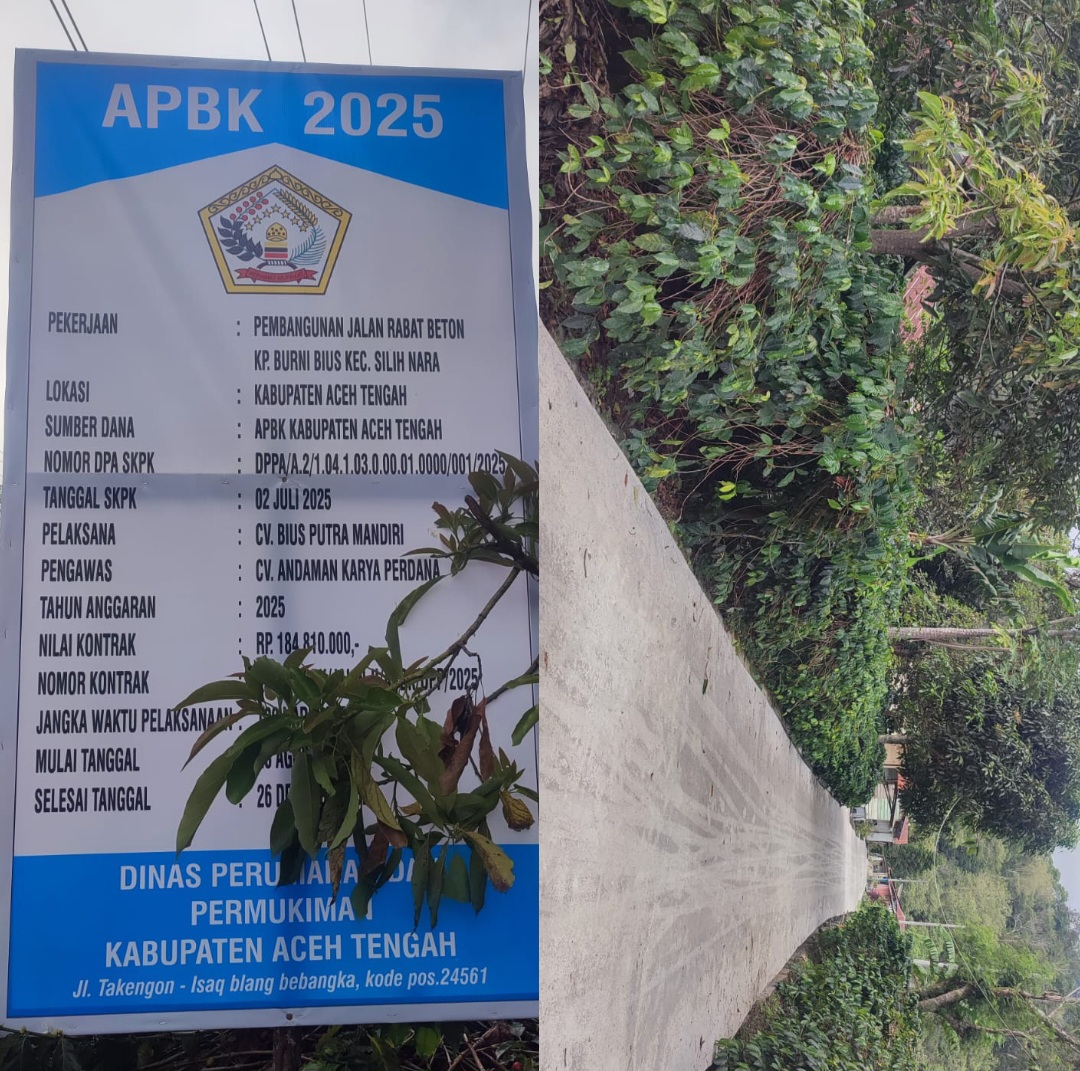 APBK 2025
PEKERJAAN : PEMBANGUNAN JALAN RABAT BETON
KP. BURNI BIUS KEC. SILIH NARA
LOKASI : KABUPATEN ACEH TENGAH
SUMBER DANA : APBK KABUPATEN ACEH TENGAH
NOMOR DPA SKPK : DPPA/A.2/1.04.1.03.0.00.01.0000/001/2025
TANGGAL SKPK : 02 JULI 2025
PELAKSANA : CV. BIUS PUTRA MANDIRI
PENGAWAS : CV. ANDAMAN KARYA PERDANA
TAHUN ANGGARAN : 2025
NILAI KONTRAK : RP 184.810.000,-
NOMOR KONTRAK /2025
JANGKA WAKTU PELAKSANAAN :
MULAI TANGGAL
SELESAI TANGGAL : 26
DINAS
PERMUKIMAN
KABUPATEN ACEH TENGAH
Jl. Takengon - Isaq blang bebangka, kode pos.24561